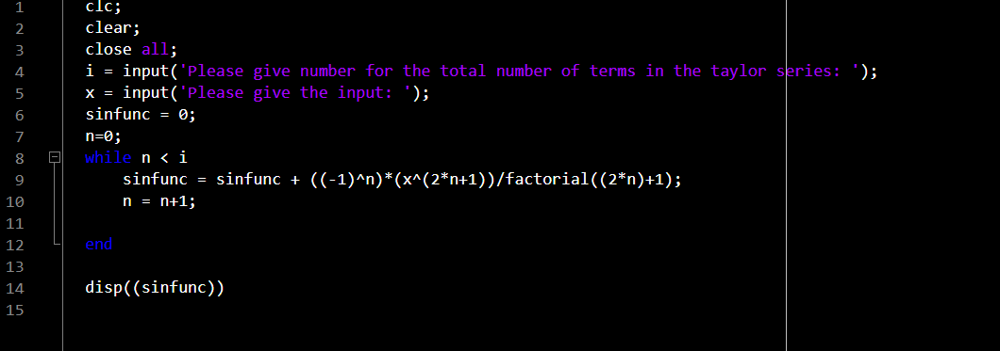 1 clc;
2 clear;
3 close all;
4 i = input('Please give number for the total number of terms in the taylor series: ');
5 x = input('Please give the input: ');
6 sinfunc = 0;
7 n=0;
8 while n < i
9 sinfunc = sinfunc + ((-1)^n)*(x^(2*n+1))/factorial((2*n)+1);
10 n = n+1;
11
12 end
13
14 disp((sinfunc))
15